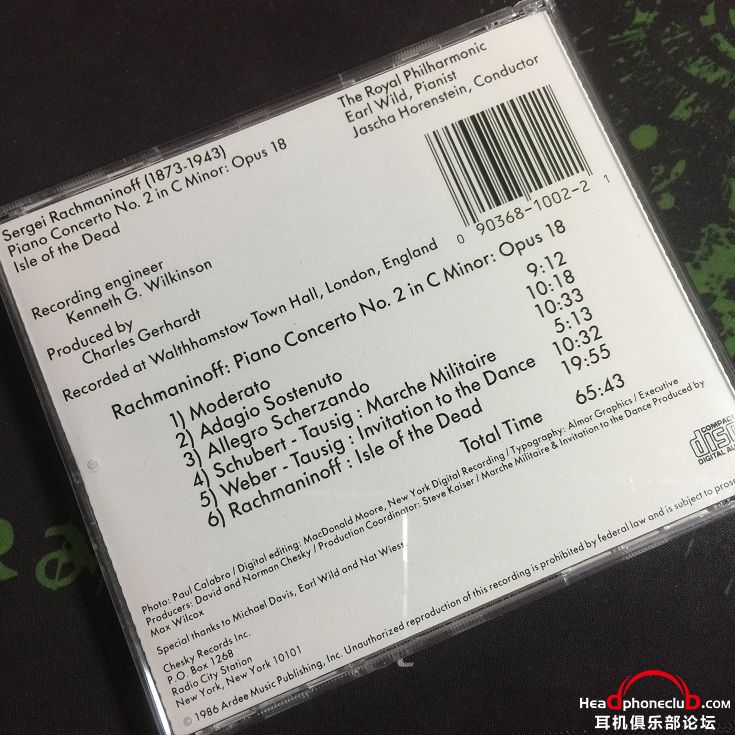 Sergei Rachmaninoff (1873-1943)
Piano Concerto No. 2 in C Minor: Opus 18
Isle of the Dead
The Royal Philharmonic
Earl Wild, Pianist
Jascha Horenstein, Conductor
0 90368-1002-2 1
Recording engineer
Kenneth G. Wilkinson
Produced by
Charles Gerhardt
Recorded at Walthhamstow Town Hall, London, England
Rachmaninoff: Piano Concerto No. 2 in C Minor: Opus 18
1) Moderato 9:12
2) Adagio Sostenuto 10:18
3) Allegro Scherzando 10:33
4) Schubert - Tausig : Marche Militaire 5:13
5) Weber - Tausig : Invitation to the Dance 10:32
6) Rachmaninoff : Isle of the Dead 19:55
Total Time 65:43
COMPACT
disc
DIGITAL AUDIO
Photo: Paul Calabro / Digital editing: MacDonald Moore, New York Digital Recording / Typography: Almor Graphics / Executive
Producers: David and Norman Chesky / Production Coordinator: Steve Kaiser / Marche Militaire & Invitation to the Dance Produced by
Max Wilcox
Special thanks to Michael Davis, Earl Wild and Nat Wiess.
Chesky Records Inc.
P.O. Box 1268
Radio City Station
New York, New York 10101
© 1986 Ardee Music Publishing, Inc. Unauthorized reproduction of this recording is prohibited by federal law and is subject to
HeadphoneclubD.com
耳机俱乐部论坛